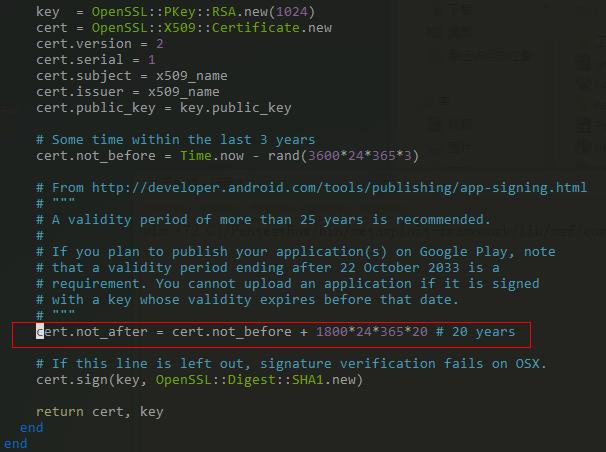 key  = OpenSSL::PKey::RSA.new(1024)
cert = OpenSSL::X509::Certificate.new
cert.version = 2
cert.serial = 1
cert.subject = x509_name
cert.issuer = x509_name
cert.public_key = key.public_key
# Some time within the last 3 years
cert.not_before = Time.now - rand(3600*24*365*3)
# From http://developer.android.com/tools/publishing/app-signing.html
# """
# A validity period of more than 25 years is recommended.
#
# If you plan to publish your application(s) on Google Play, note
# that a validity period ending after 22 October 2033 is a
# requirement. You cannot upload an application if it is signed
# with a key whose validity expires before that date.
# """
cert.not_after = cert.not_before + 1800*24*365*20 # 20 years
# If this line is left out, signature verification fails on OSX.
cert.sign(key, OpenSSL::Digest::SHA1.new)
return cert, key
end
end